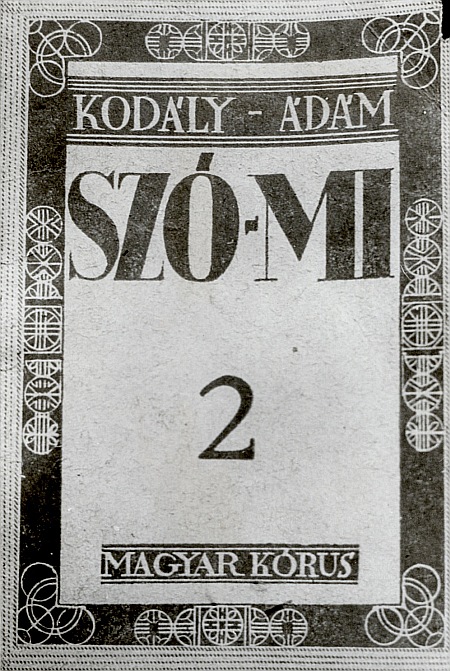 KODÁLY - ÁDÁM
SZÓ-MI
2
MAGYAR KÓRUS